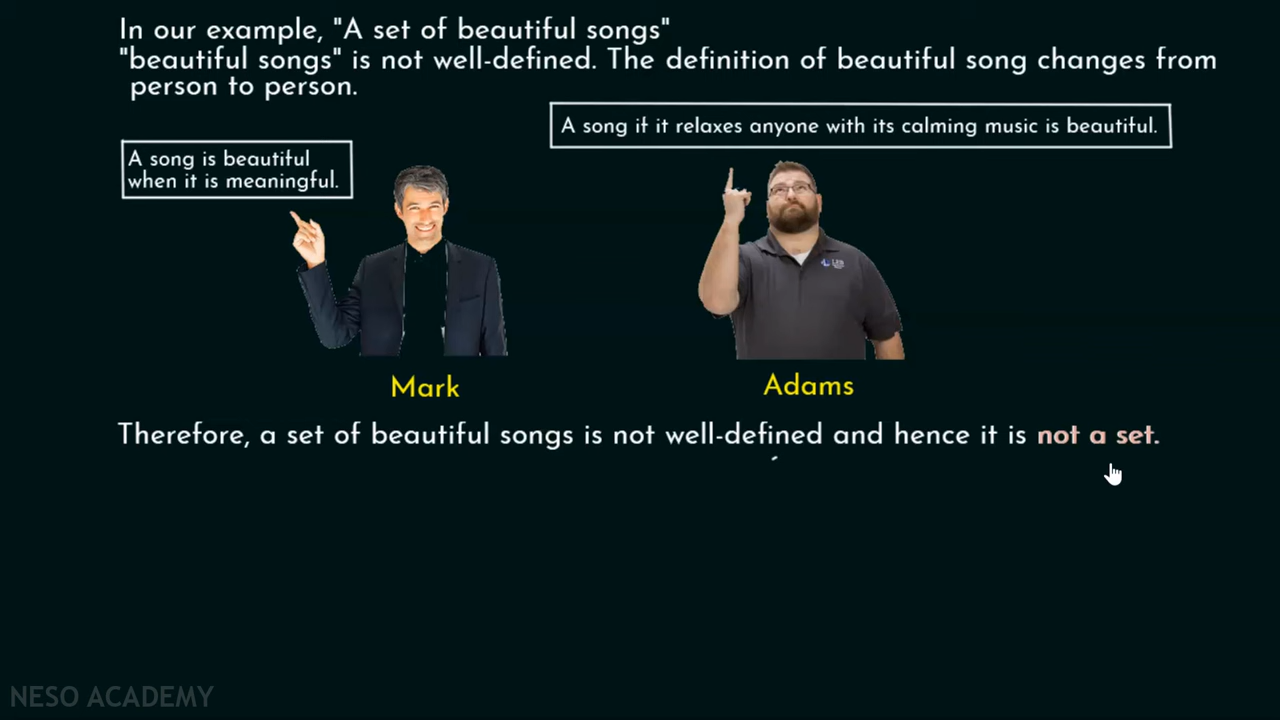 In our example, "A set of beautiful songs"
"beautiful songs" is not well-defined. The definition of beautiful song changes from
person to person.
A song if it relaxes anyone with its calming music is beautiful.
A song is beautiful
when it is meaningful.
Mark
Adams
Therefore, a set of beautiful songs is not well-defined and hence it is not a set.
NESO ACADEMY